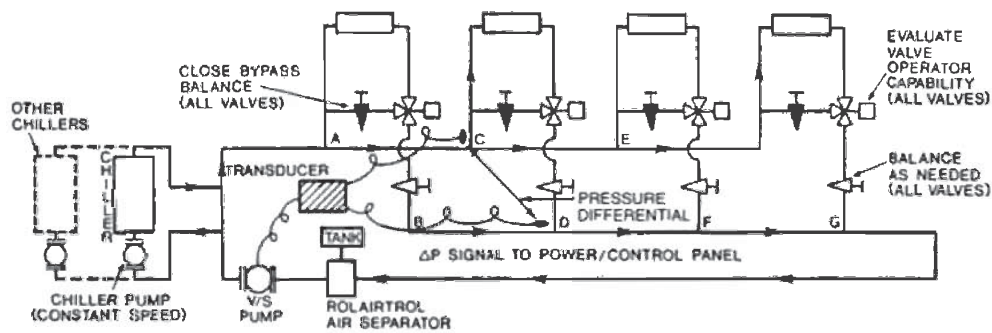 EVALUATE
VALVE
OPERATOR
CAPABILITY
(ALL VALVES)
CLOSE BYPASS
BALANCE
(ALL VALVES)
OTHER
CHILLERS
CHILLER
A
C
E
TRANSDUCER
BALANCE
AS NEEDED
(ALL VALVES)
PRESSURE
DIFFERENTIAL
B
D
F
G
TANK
ΔP SIGNAL TO POWER/CONTROL PANEL
CHILLER PUMP
(CONSTANT SPEED)
V/S
PUMP
ROLAIRTROL
AIR SEPARATOR